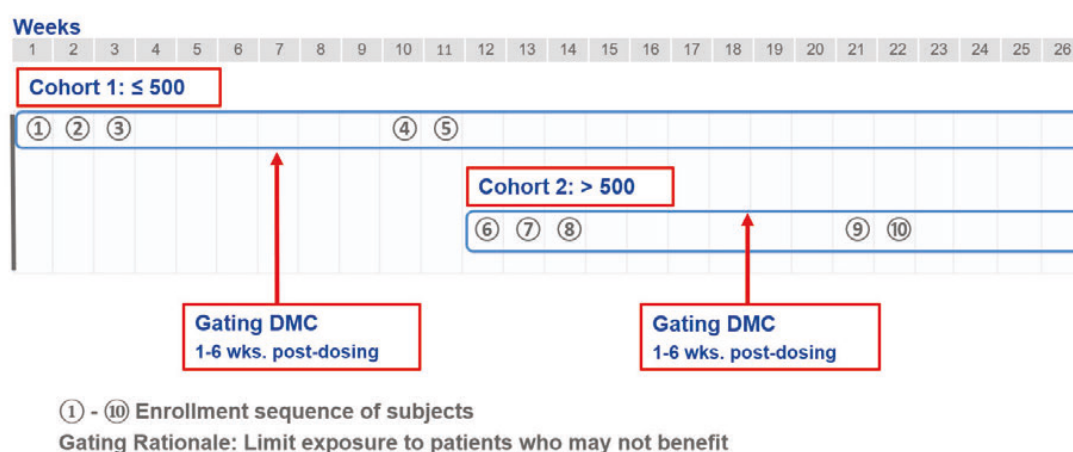 Weeks
1 2 3 4 5 6 7 8 9 10 11 12 13 14 15 16 17 18 19 20 21 22 23 24 25 26
Cohort 1: ≤ 500
① ② ③ ④ ⑤
Cohort 2: > 500
⑥ ⑦ ⑧ ⑨ ⑩
Gating DMC
1-6 wks. post-dosing
Gating DMC
1-6 wks. post-dosing
① - ⑩ Enrollment sequence of subjects
Gating Rationale: Limit exposure to patients who may not benefit